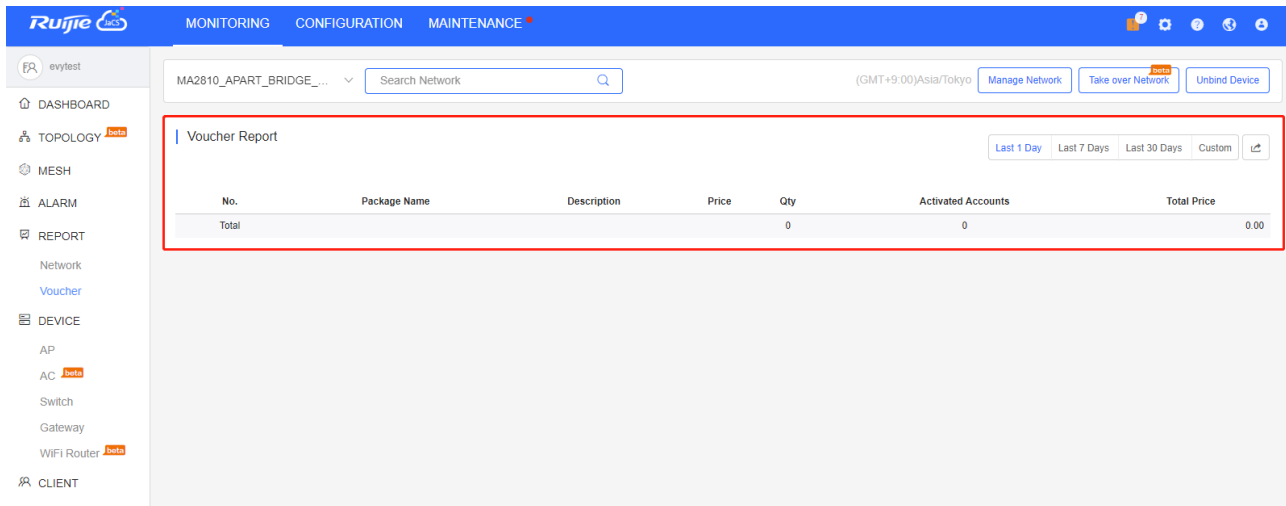 Ruijie JaCS MONITORING CONFIGURATION MAINTENANCE 7
evytest
MA2810_APART_BRIDGE_... Search Network (GMT+9:00)Asia/Tokyo Manage Network Take over Network beta Unbind Device
DASHBOARD
TOPOLOGY beta
MESH
ALARM
REPORT
Network
Voucher
DEVICE
AP
AC beta
Switch
Gateway
WiFi Router beta
CLIENT
Voucher Report
Last 1 Day Last 7 Days Last 30 Days Custom
No. Package Name Description Price Qty Activated Accounts Total Price
Total 0 0 0.00